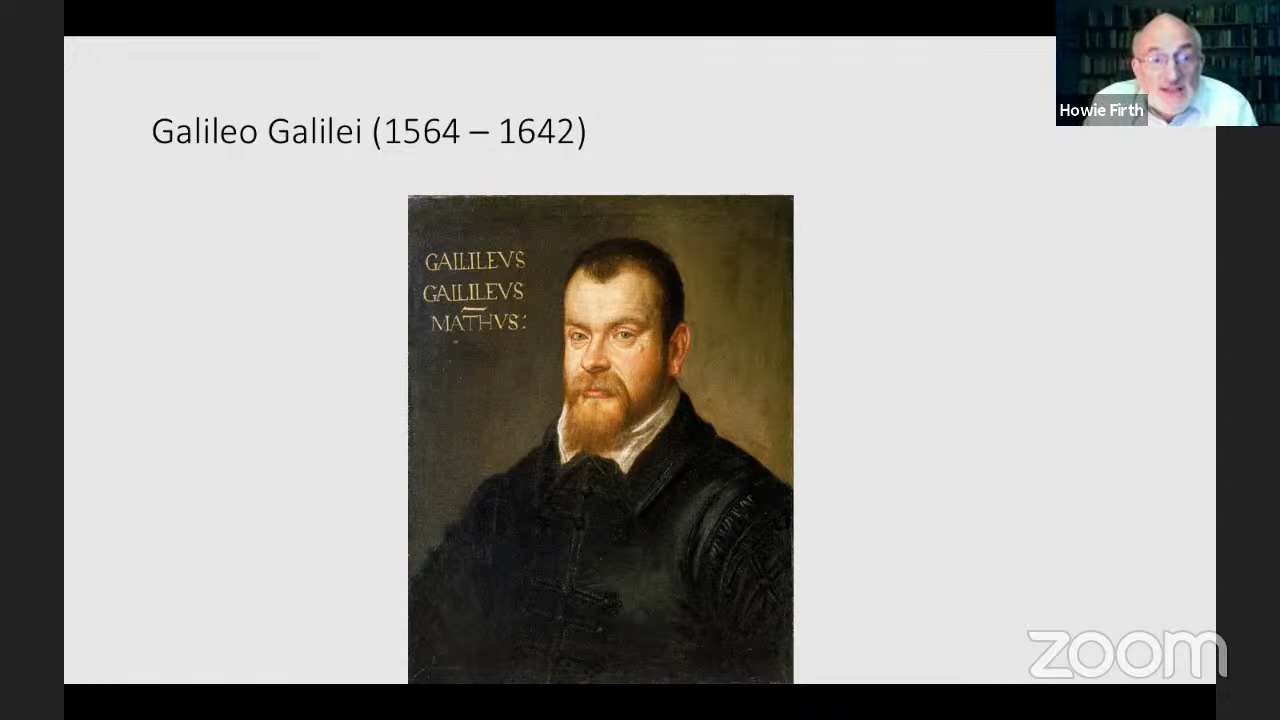 Galileo Galilei (1564 – 1642)
Howie Firth
GALILEVS
GALILEVS
MATHVS:
zoom